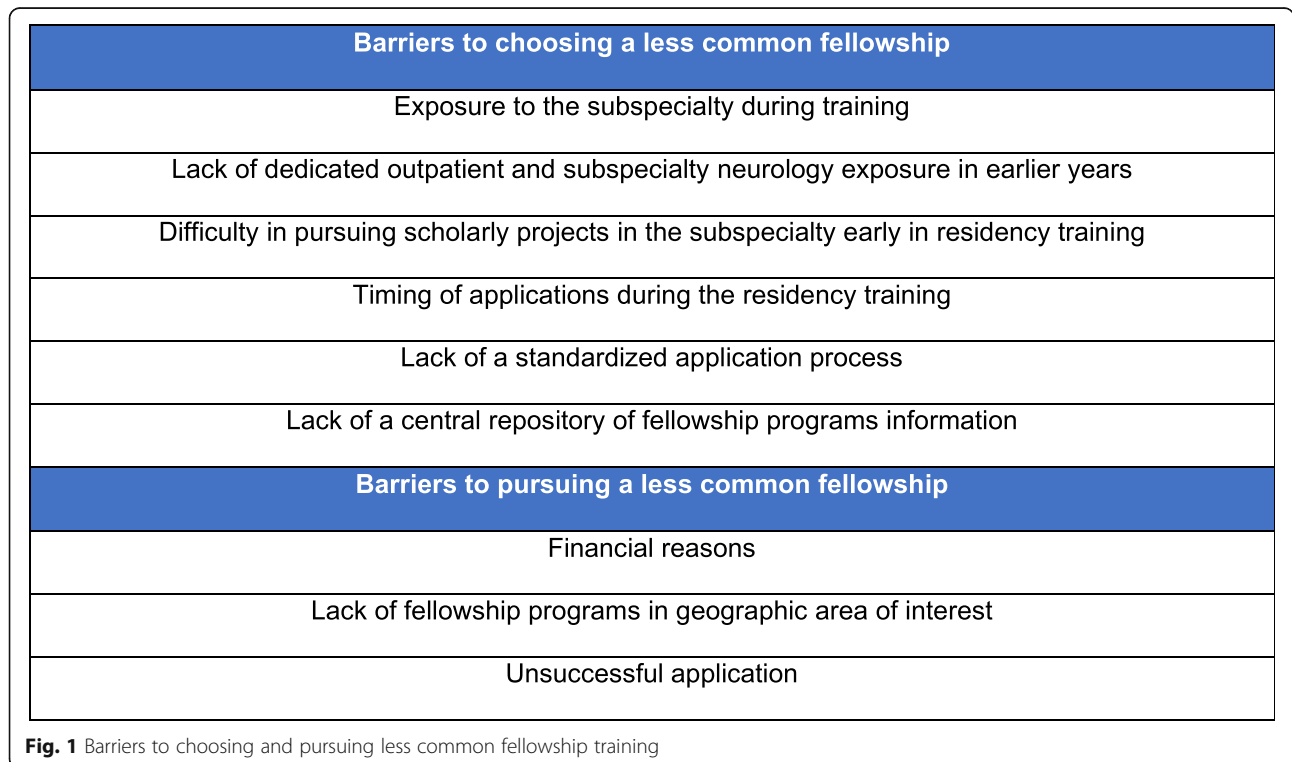 Barriers to choosing a less common fellowship
Exposure to the subspecialty during training
Lack of dedicated outpatient and subspecialty neurology exposure in earlier years
Difficulty in pursuing scholarly projects in the subspecialty early in residency training
Timing of applications during the residency training
Lack of a standardized application process
Lack of a central repository of fellowship programs information
Barriers to pursuing a less common fellowship
Financial reasons
Lack of fellowship programs in geographic area of interest
Unsuccessful application
Fig. 1 Barriers to choosing and pursuing less common fellowship training